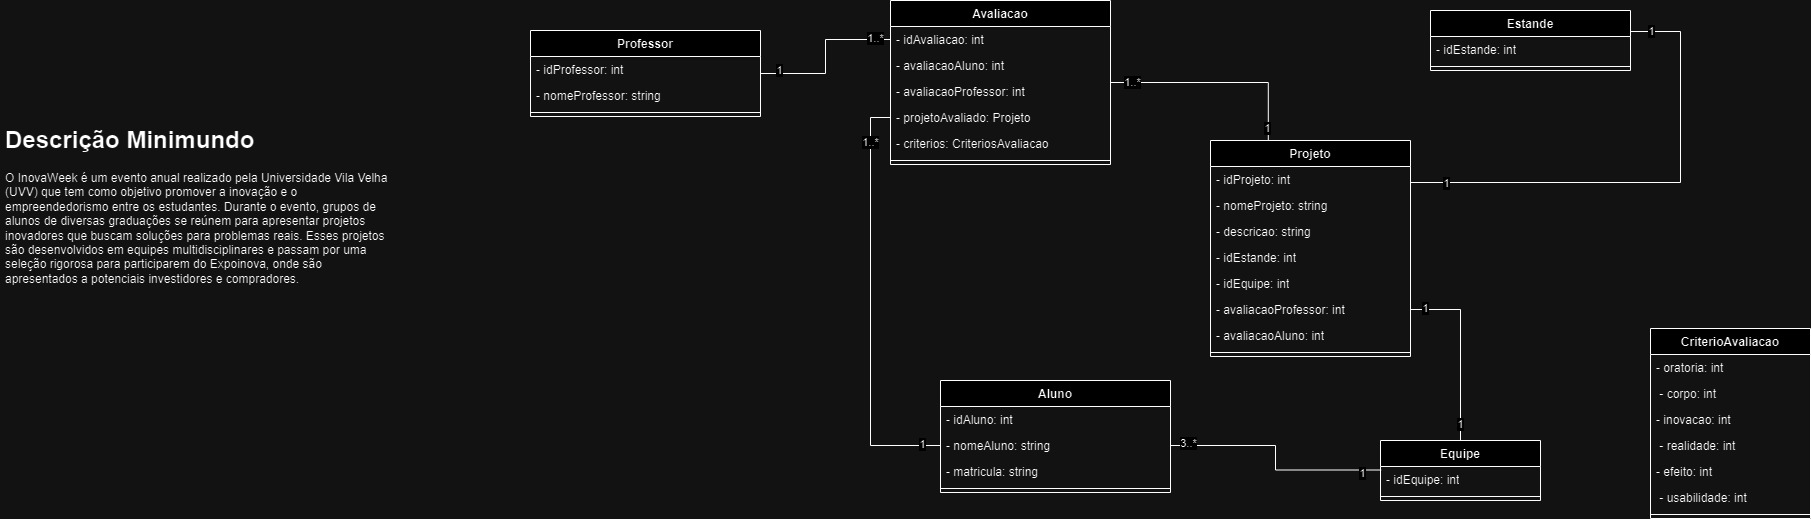 Descrição Minimundo
O InovaWeek é um evento anual realizado pela Universidade Vila Velha
(UVV) que tem como objetivo promover a inovação e o
empreendedorismo entre os estudantes. Durante o evento, grupos de
alunos de diversas graduações se reúnem para apresentar projetos
inovadores que buscam soluções para problemas reais. Esses projetos
são desenvolvidos em equipes multidisciplinares e passam por uma
seleção rigorosa para participarem do Expoinova, onde são
apresentados a potenciais investidores e compradores.
Professor
- idProfessor: int
- nomeProfessor: string
1
1..*
Avaliacao
- idAvaliacao: int
- avaliacaoAluno: int
- avaliacaoProfessor: int
- projetoAvaliado: Projeto
- criterios: CriteriosAvaliacao
1..*
1
1..*
1
Estande
- idEstande: int
1
1
Projeto
- idProjeto: int
- nomeProjeto: string
- descricao: string
- idEstande: int
- idEquipe: int
- avaliacaoProfessor: int
- avaliacaoAluno: int
1
1
Aluno
- idAluno: int
- nomeAluno: string
- matricula: string
3..*
1
Equipe
- idEquipe: int
CriterioAvaliacao
- oratoria: int
- corpo: int
- inovacao: int
- realidade: int
- efeito: int
- usabilidade: int